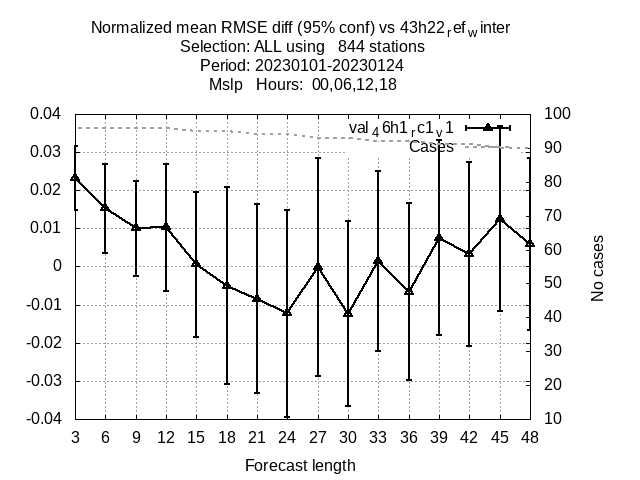 Normalized mean RMSE diff (95% conf) vs 43h22refwinter
Selection: ALL using   844 stations
Period: 20230101-20230124
Mslp   Hours:  00,06,12,18
val46h1rc1v1
Cases
0.04
0.03
0.02
0.01
0
-0.01
-0.02
-0.03
-0.04
100
90
80
70
60
50
40
30
20
10
No cases
3 6 9 12 15 18 21 24 27 30 33 36 39 42 45 48
Forecast length